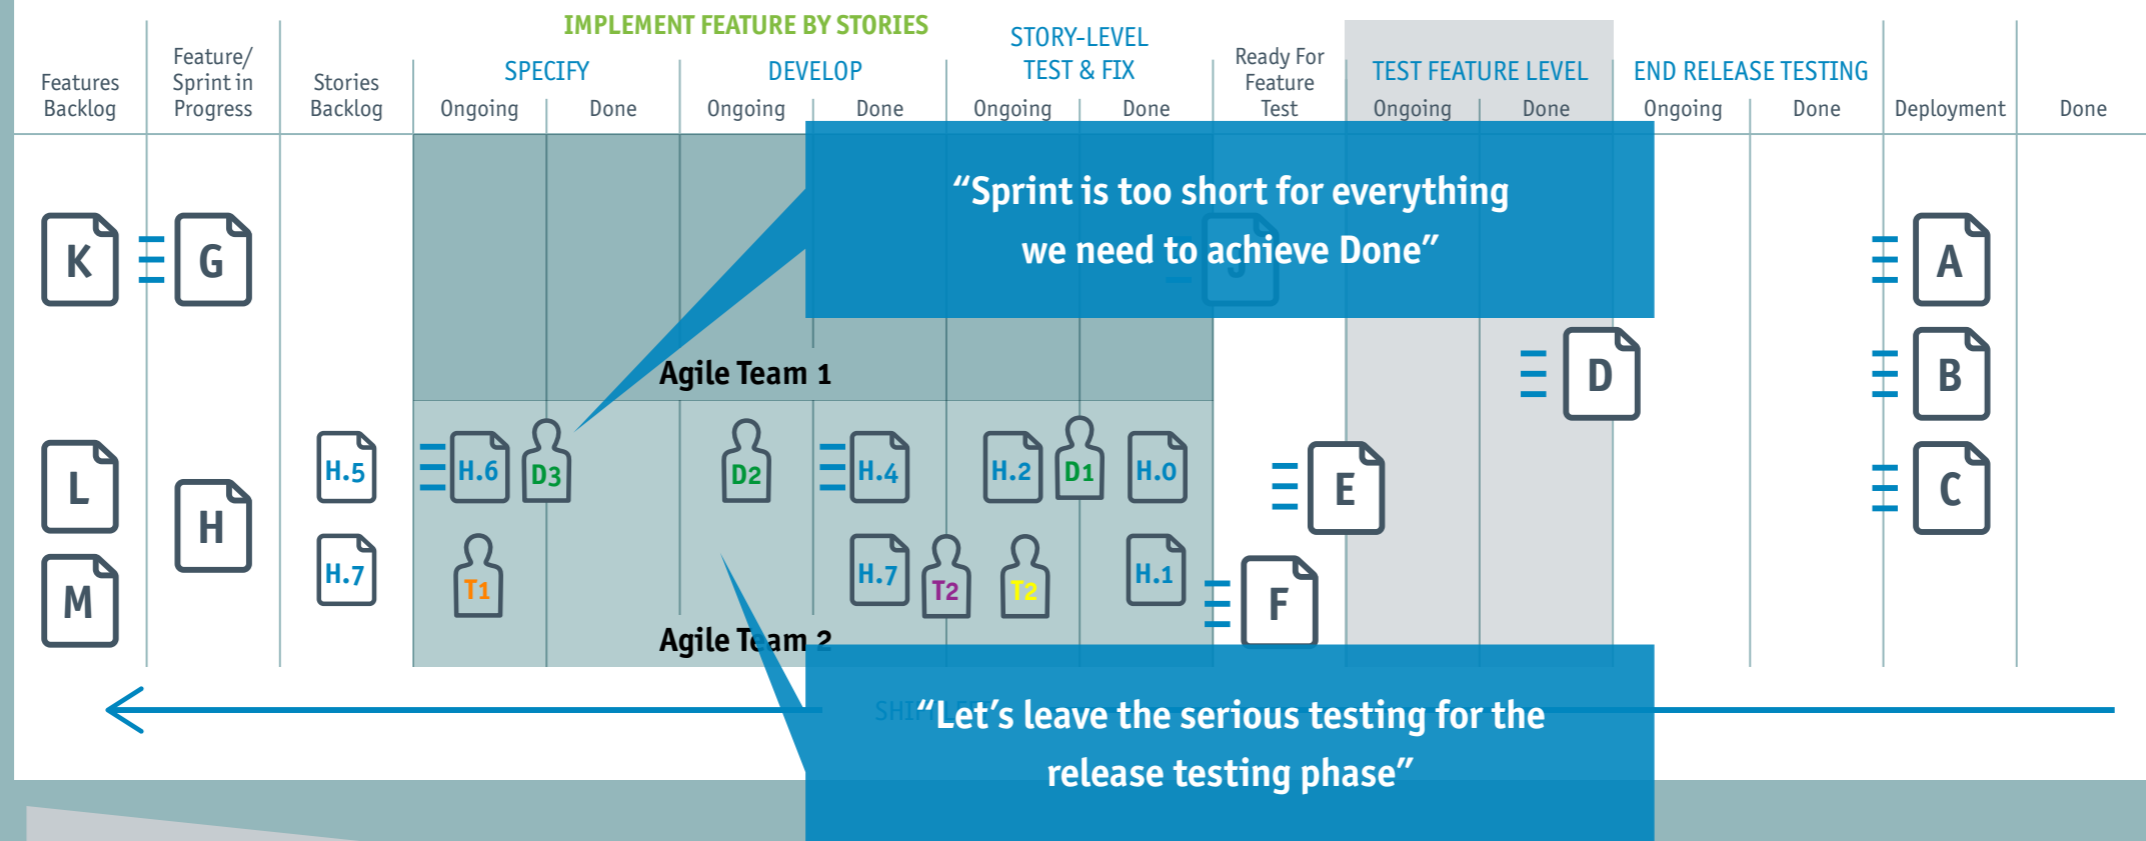 IMPLEMENT FEATURE BY STORIES
Features
Backlog
Feature/
Sprint in
Progress
Stories
Backlog
SPECIFY
Ongoing
Done
DEVELOP
Ongoing
Done
STORY-LEVEL
TEST & FIX
Ongoing
Done
Ready For
Feature
Test
TEST FEATURE LEVEL
Ongoing
Done
END RELEASE TESTING
Ongoing
Done
Deployment
Done
“Sprint is too short for everything
we need to achieve Done”
K
G
J
A
D
B
Agile Team 1
L
H
M
H.5
H.6
D3
D2
H.4
H.2
D1
H.0
E
C
H.7
T1
H.7
T2
T2
H.1
F
Agile Team 2
“Let’s leave the serious testing for the
release testing phase”